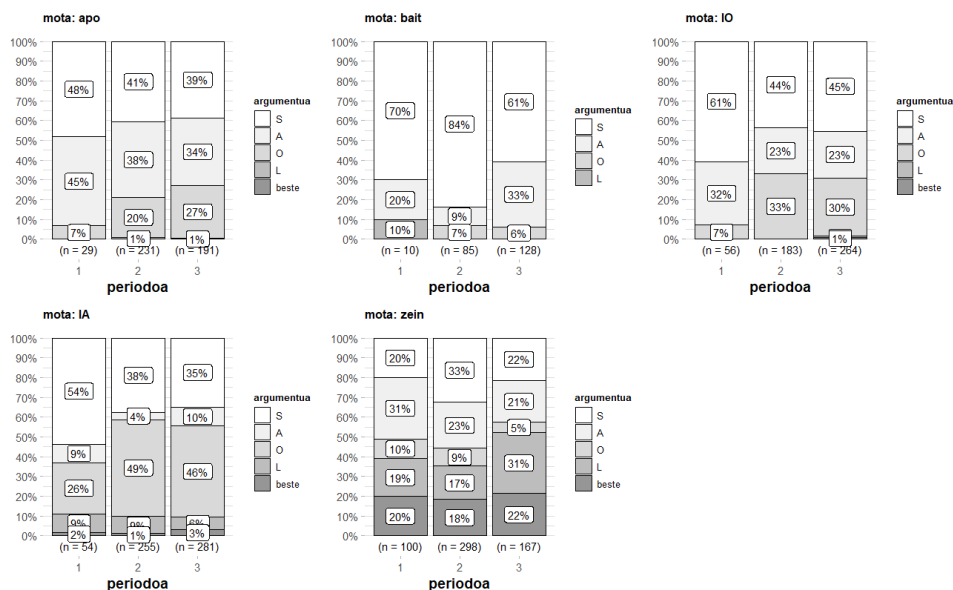 mota: apo
100%
90%
80%
70%
60%
50%
40%
30%
20%
10%
0%
48%
45%
7%
41%
38%
20%
1%
39%
34%
27%
1%
(n = 29)
(n = 231)
(n = 191)
1
2
3
periodoa
argumentua
S
A
O
L
beste
mota: bait
100%
90%
80%
70%
60%
50%
40%
30%
20%
10%
0%
70%
20%
10%
84%
9%
7%
61%
33%
6%
(n = 10)
(n = 85)
(n = 128)
1
2
3
periodoa
argumentua
S
A
O
L
mota: IO
100%
90%
80%
70%
60%
50%
40%
30%
20%
10%
0%
61%
32%
7%
44%
23%
33%
45%
23%
30%
1%
(n = 56)
(n = 183)
(n = 264)
1
2
3
periodoa
argumentua
S
A
O
L
beste
mota: IA
100%
90%
80%
70%
60%
50%
40%
30%
20%
10%
0%
54%
9%
26%
9%
2%
38%
4%
49%
9%
1%
35%
10%
46%
6%
3%
(n = 54)
(n = 255)
(n = 281)
1
2
3
periodoa
argumentua
S
A
O
L
beste
mota: zein
100%
90%
80%
70%
60%
50%
40%
30%
20%
10%
0%
20%
31%
10%
19%
20%
33%
23%
9%
17%
18%
22%
21%
5%
31%
22%
(n = 100)
(n = 298)
(n = 167)
1
2
3
periodoa
argumentua
S
A
O
L
beste